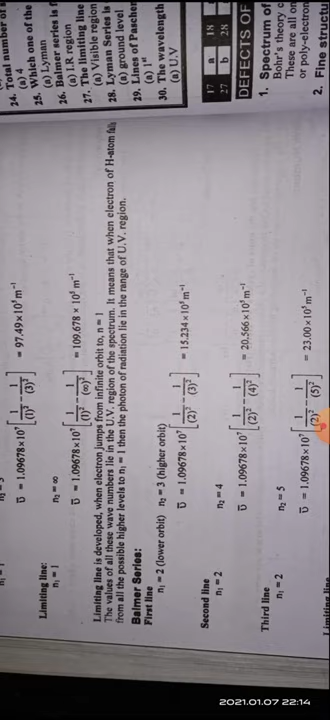 n₁ = 1
ῡ = 1.09678×10⁷ [1/(1)² − 1/(3)²] = 97.49×10⁵ m⁻¹
Limiting line:
n₁ = 1 n₂ = ∞
ῡ = 1.09678×10⁷ [1/(1)² − 1/(∞)²] = 109.678 × 10⁵ m⁻¹
Limiting line is developed, when electron jumps from infinite orbit to, n = 1
The values of all these wave numbers lie in the U.V. region of the spectrum. It means that when electron of H-atom falls
from all the possible higher levels to n₁ = 1 then the photon of radiation lie in the range of U.V. region.
Balmer Series:
First line
n₁ = 2 (lower orbit) n₂ = 3 (higher orbit)
ῡ = 1.09678×10⁷ [1/(2)² − 1/(3)²] = 15.234×10⁵ m⁻¹
Second line
n₁ = 2 n₂ = 4
ῡ = 1.09678×10⁷ [1/(2)² − 1/(4)²] = 20.566×10⁵ m⁻¹
Third line
n₁ = 2 n₂ = 5
ῡ = 1.09678×10⁷ [1/(2)² − 1/(5)²] = 23.00×10⁵ m⁻¹
Limiting line
24. Total number of
(a) 4
25. Which one of the
(a) Lyman
26. Balmer series is f
(a) I.R region
27. The limiting line
(a) Visible region
28. Lyman Series is
(a) ground level
29. Lines of Paschen
(a) 1ˢᵗ
30. The wavelength
(a) U.V
17 a 18
27 b 28
DEFECTS OF
1. Spectrum of
Bohr's theory c
These are all on
or poly-electron
2. Fine structu
2021.01.07 22:14